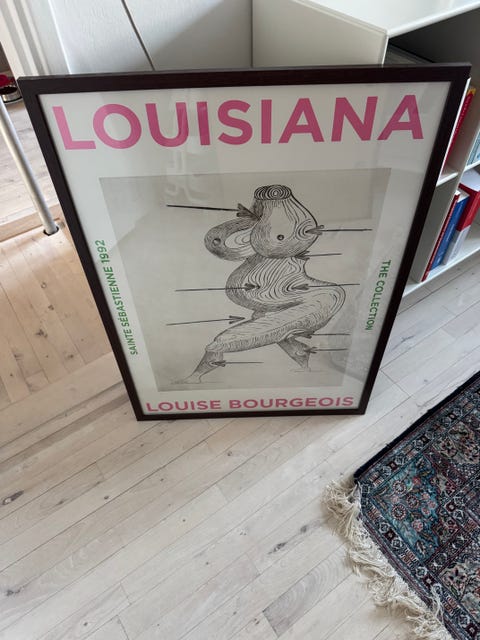 LOUISIANA
SAINTE SÉBASTIENNE 1992
THE COLLECTION
LOUISE BOURGEOIS